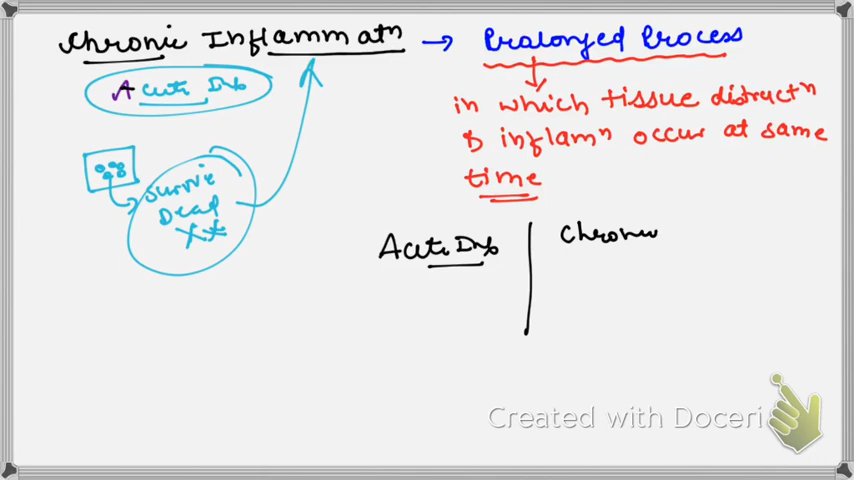 Chronic Inflammatn → Prolonged Process
Acute Inf
in which tissue distructn
& inflamn occur at same
time
Survive
Dead
Acute Inf
Chronic
Created with Doceri